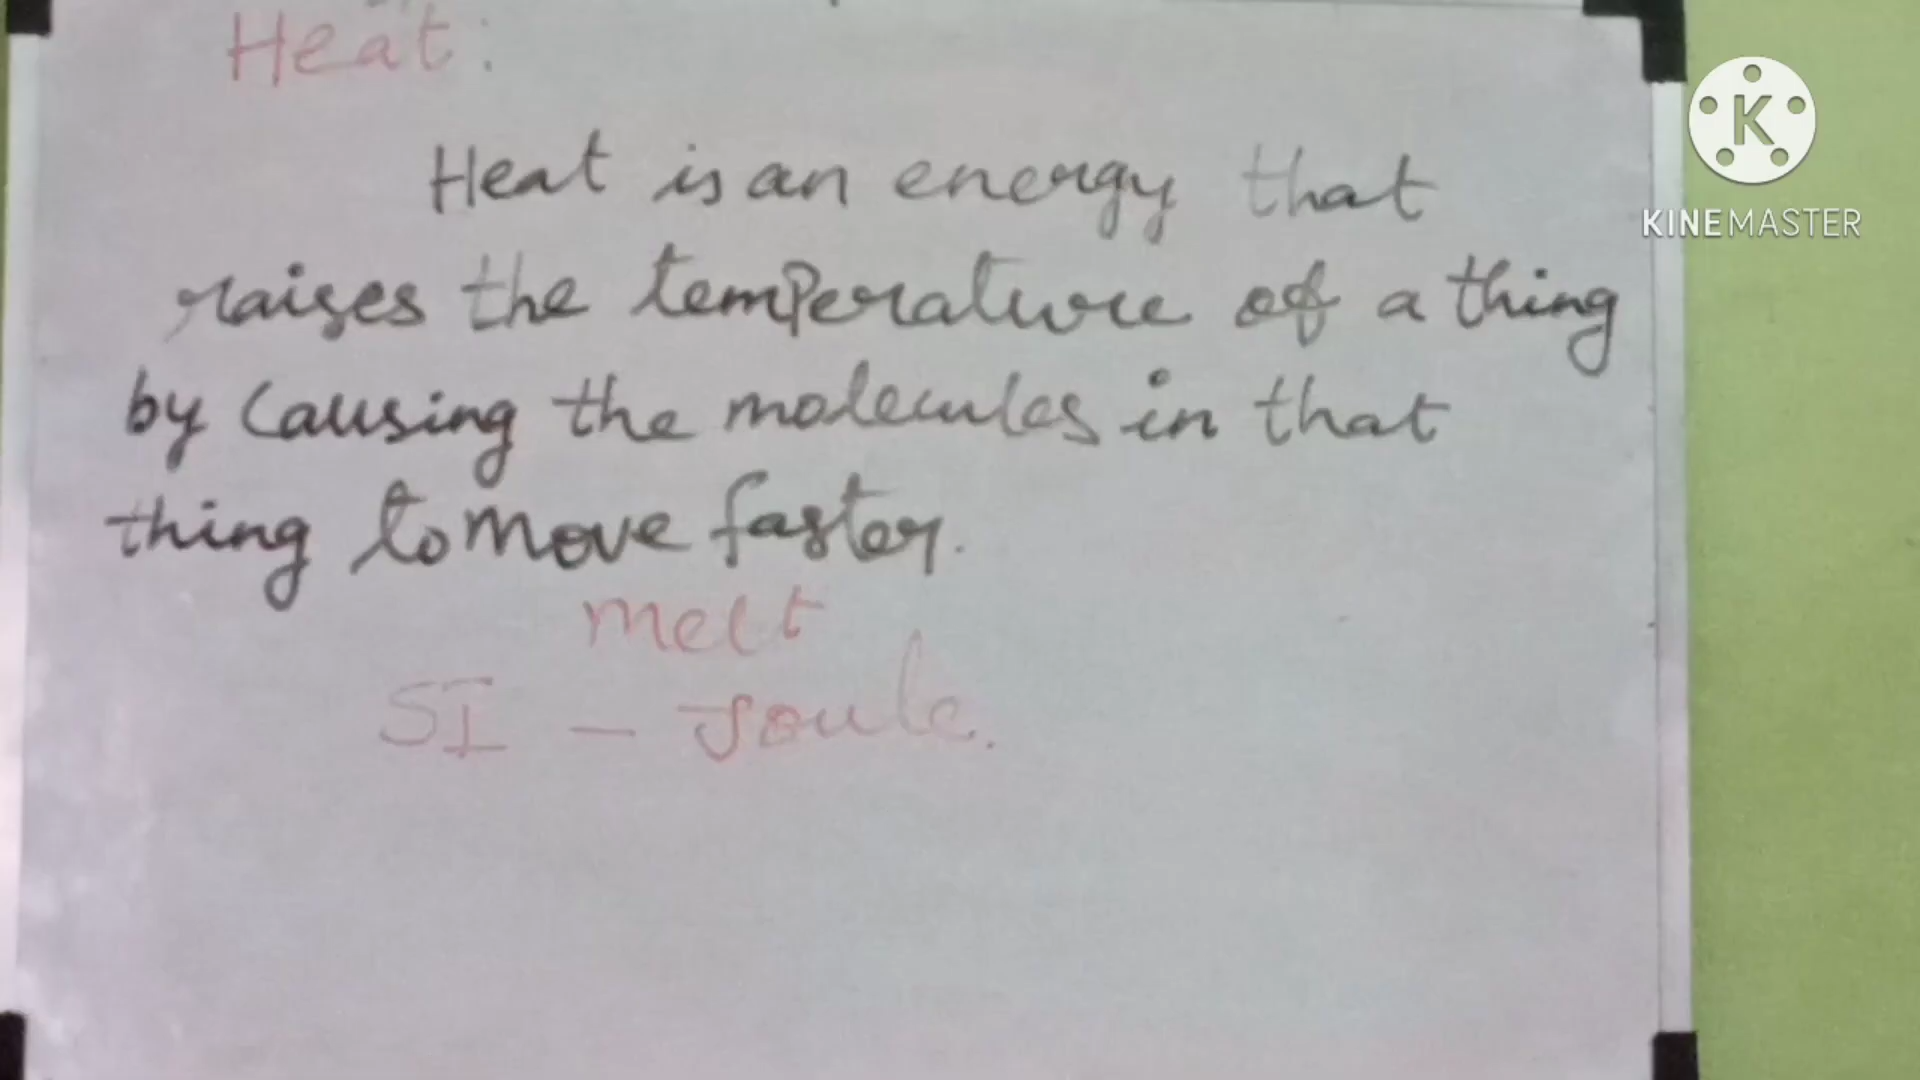 Heat:
Heat is an energy that
raises the temperature of a thing
by causing the molecules in that
thing to move faster.
melt
SI - Joule.
K
KINEMASTER